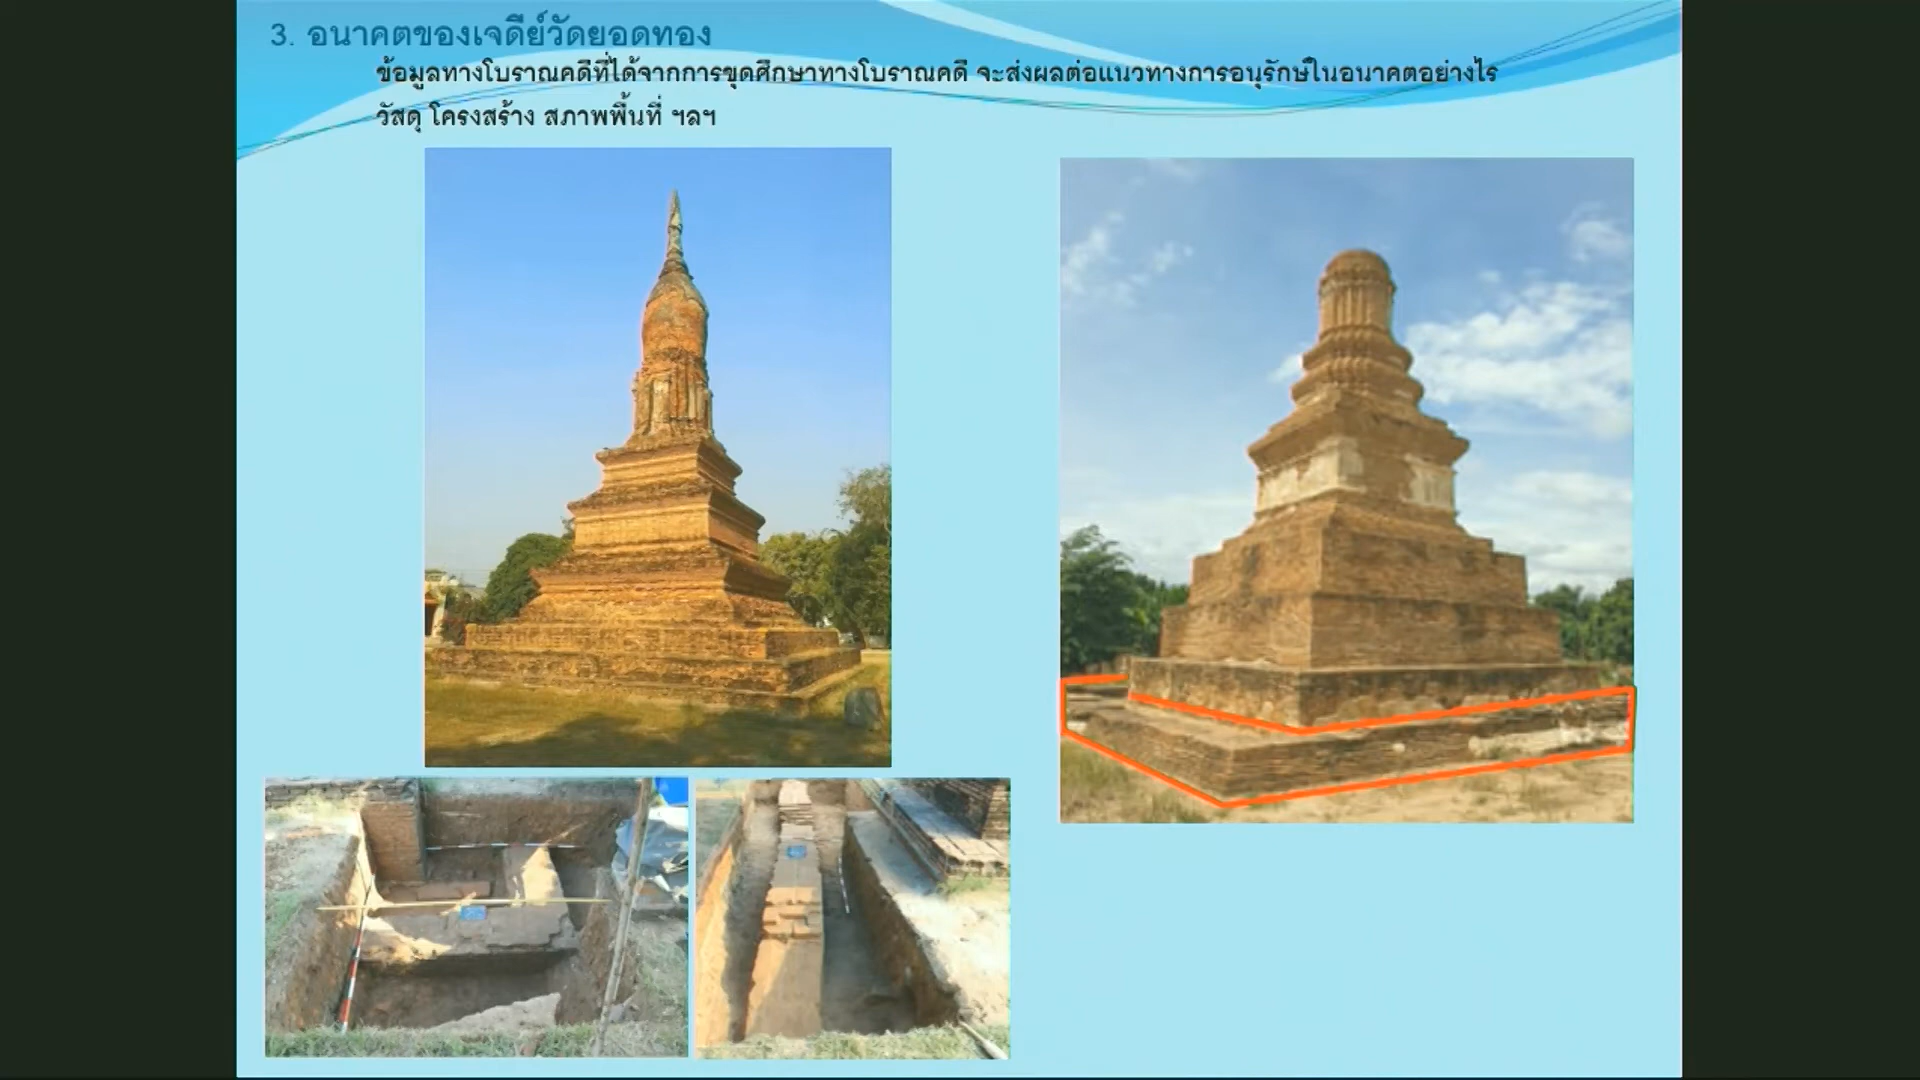 3. อนาคตของเจดีย์วัดยอดทอง
ข้อมูลทางโบราณคดีที่ได้จากการขุดศึกษาทางโบราณคดี จะส่งผลต่อแนวทางการอนุรักษ์ในอนาคตอย่างไร
วัสดุ โครงสร้าง สภาพพื้นที่ ฯลฯ